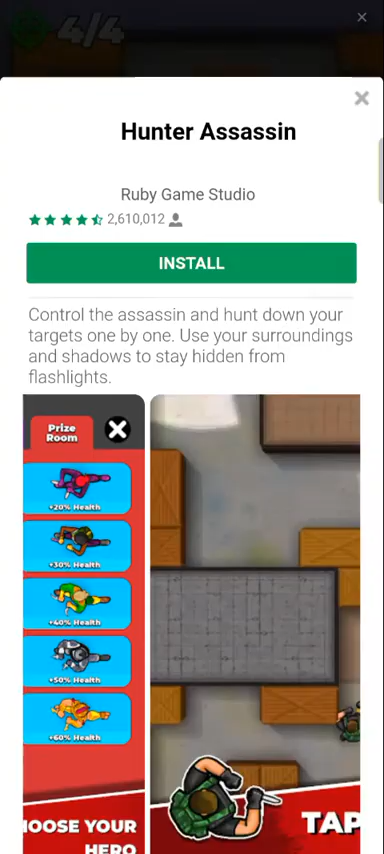 4/4
Hunter Assassin
Ruby Game Studio
2,610,012
INSTALL
Control the assassin and hunt down your
targets one by one. Use your surroundings
and shadows to stay hidden from
flashlights.
Prize
Room
+20% Health
+30% Health
+40% Health
+50% Health
+60% Health
HOOSE YOUR
HERO
TAP